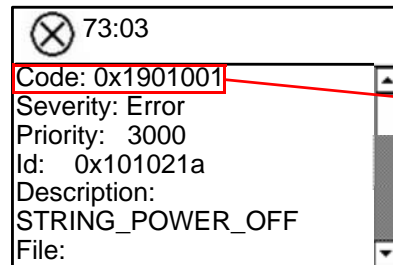 73:03
Code: 0x1901001
Severity: Error
Priority: 3000
Id: 0x101021a
Description:
STRING_POWER_OFF
File: